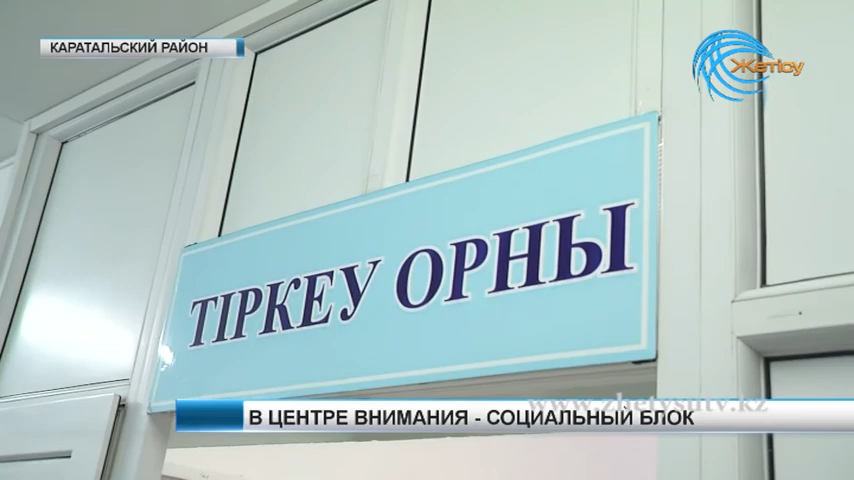 КАРАТАЛЬСКИЙ РАЙОН
Жетісу
ТІРКЕУ ОРНЫ
www.zhetysutv.kz
В ЦЕНТРЕ ВНИМАНИЯ - СОЦИАЛЬНЫЙ БЛОК